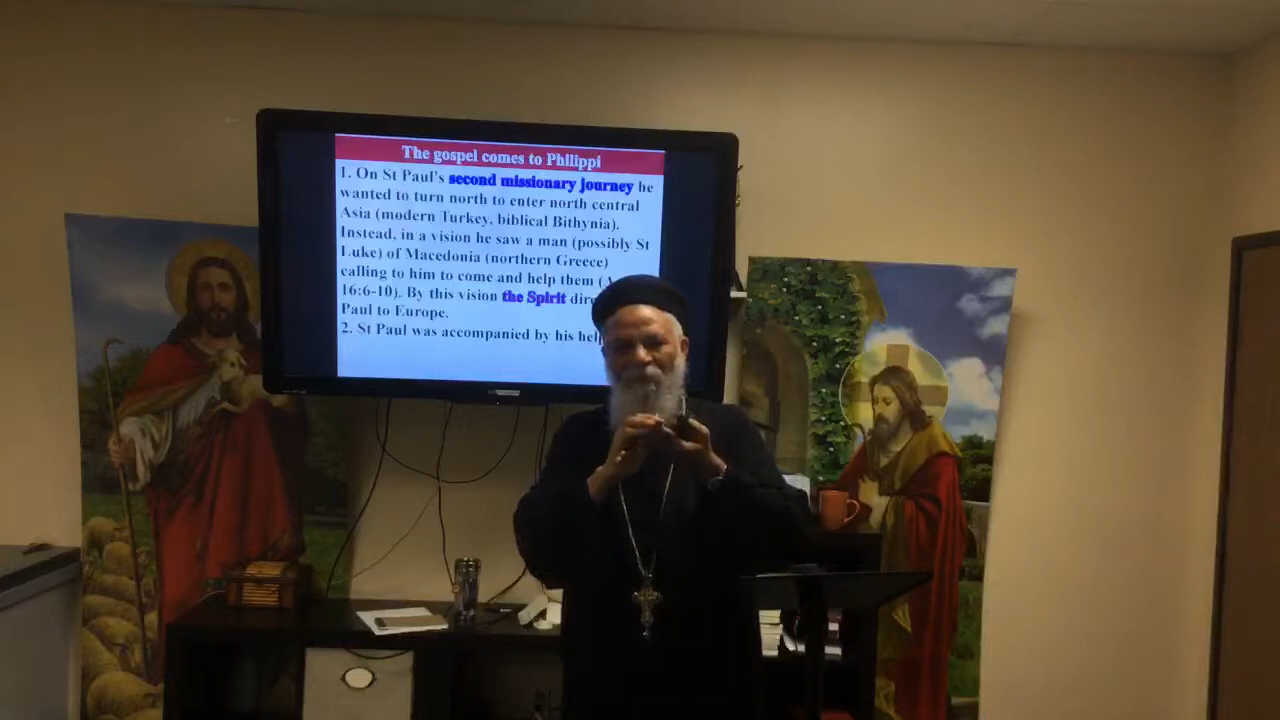 The gospel comes to Philippi
1. On St Paul's second missionary journey he
wanted to turn north to enter north central
Asia (modern Turkey, biblical Bithynia).
Instead, in a vision he saw a man (possibly St
Luke) of Macedonia (northern Greece)
calling to him to come and help them
16:6-10). By this vision the Spirit
Paul to Europe.
2. St Paul was accompanied by his